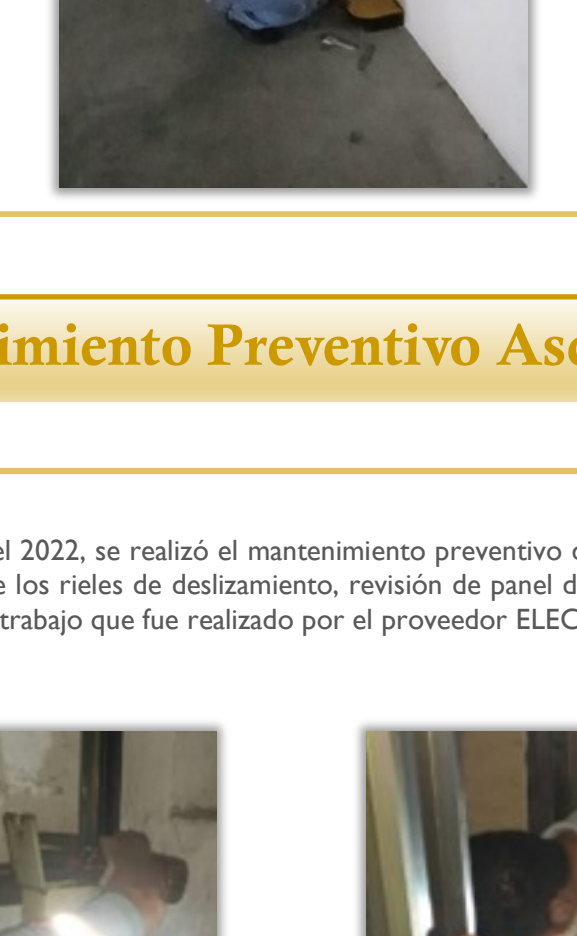 imiento Preventivo Asc
el 2022, se realizó el mantenimiento preventivo
e los rieles de deslizamiento, revisión de panel d
trabajo que fue realizado por el proveedor ELEC